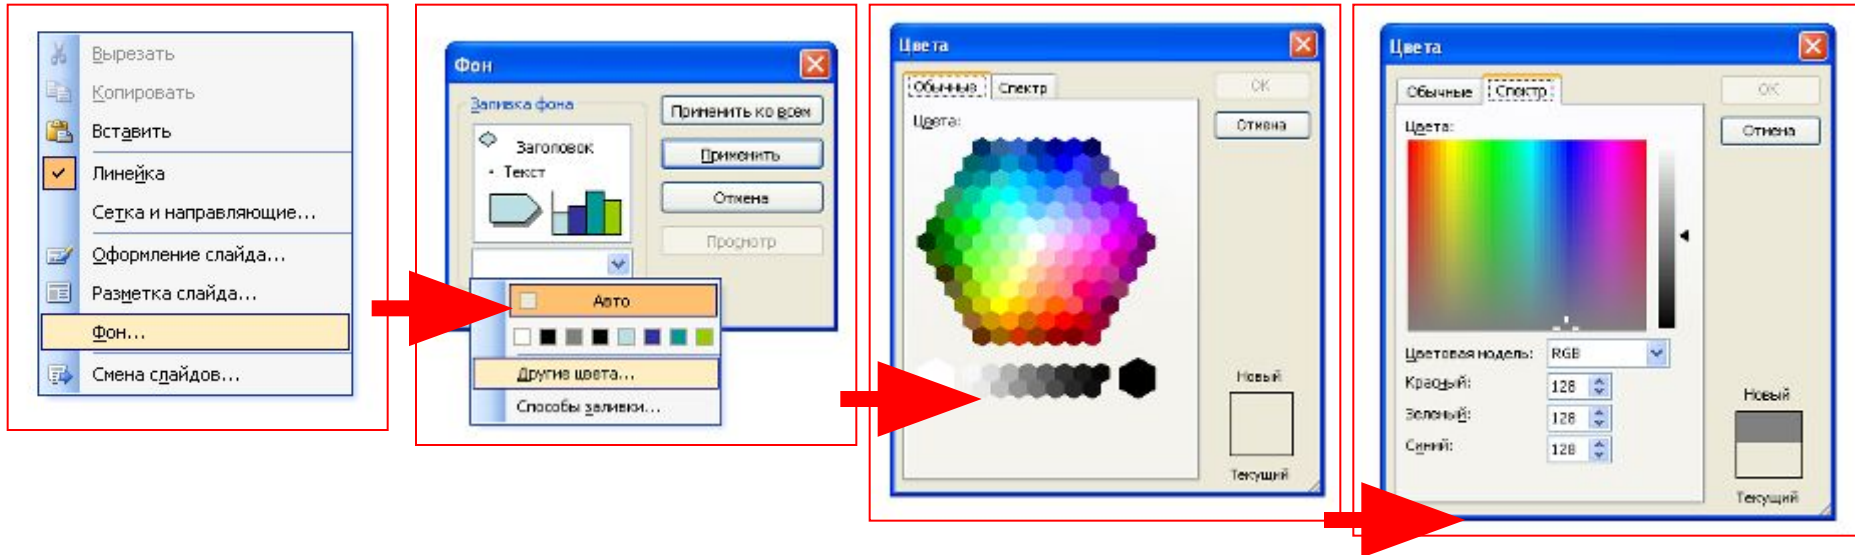 Вырезать
Копировать
Вставить
Линейка
Сетка и направляющие...
Оформление слайда...
Разметка слайда...
Фон...
Смена слайдов...
Фон
Заливка фона
Заголовок
• Текст
Применить ко всем
Применить
Отмена
Просмотр
Авто
Другие цвета...
Способы заливки...
Цвета
Обычные Спектр
Цвета:
ОК
Отмена
Новый
Текущий
Цвета
Обычные Спектр
Цвета:
ОК
Отмена
Цветовая модель: RGB
Красный: 128
Зеленый: 128
Синий: 128
Новый
Текущий